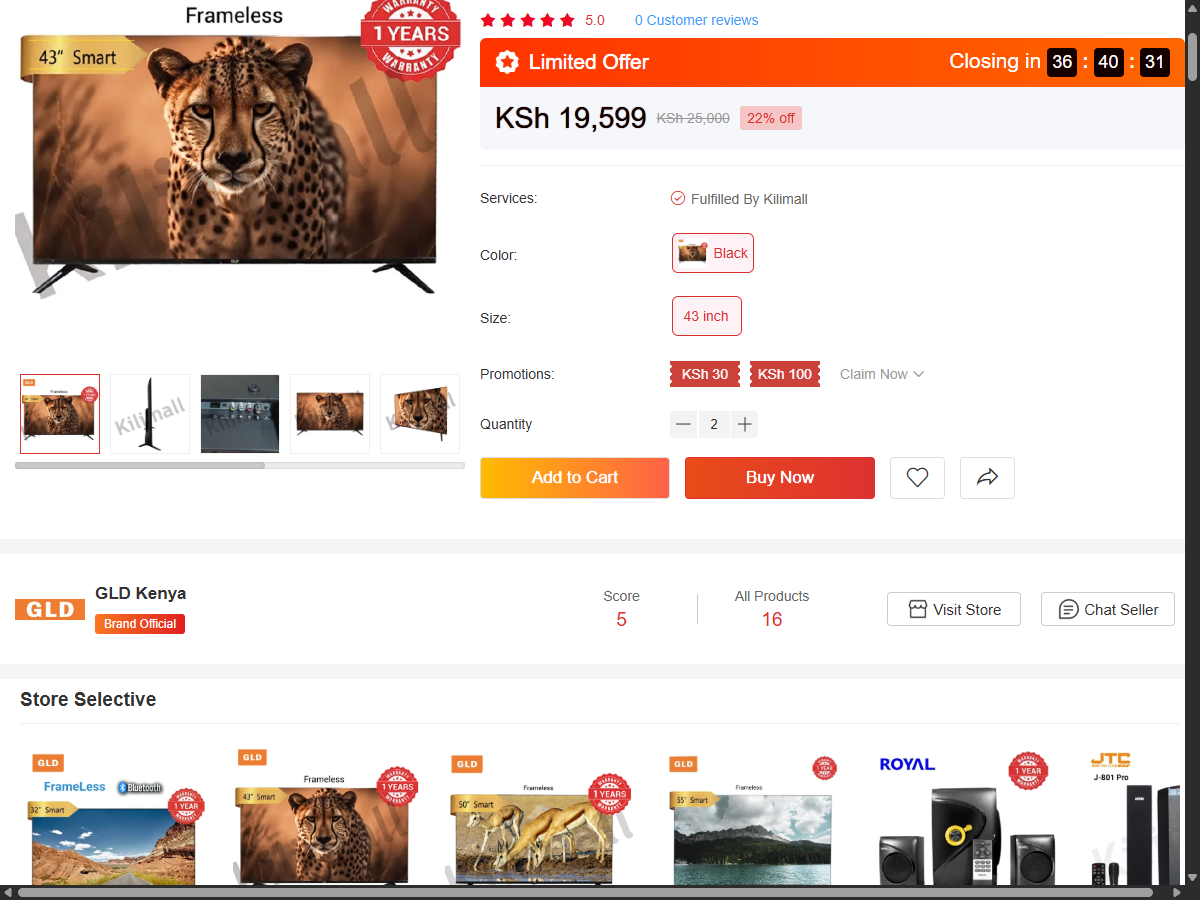 Frameless
WARRANTY
1 YEARS
WARRANTY
43” Smart
Kilimall
5.0
0 Customer reviews
Limited Offer
Closing in 36 : 40 : 31
KSh 19,599 KSh 25,000 22% off
Services:
Fulfilled By Kilimall
Color:
Black
Size:
43 inch
Promotions:
KSh 30 KSh 100 Claim Now
Quantity
2
Kilimall
Add to Cart
Buy Now
GLD
GLD Kenya
Brand Official
Score
5
All Products
16
Visit Store
Chat Seller
Store Selective
GLD
FrameLess
Bluetooth
32" Smart
1 YEAR
GLD
Frameless
43" Smart
1 YEARS
GLD
Frameless
50" Smart
1 YEARS
GLD
Frameless
55" Smart
1 YEAR
ROYAL
1 YEAR
JTC
J-801 Pro